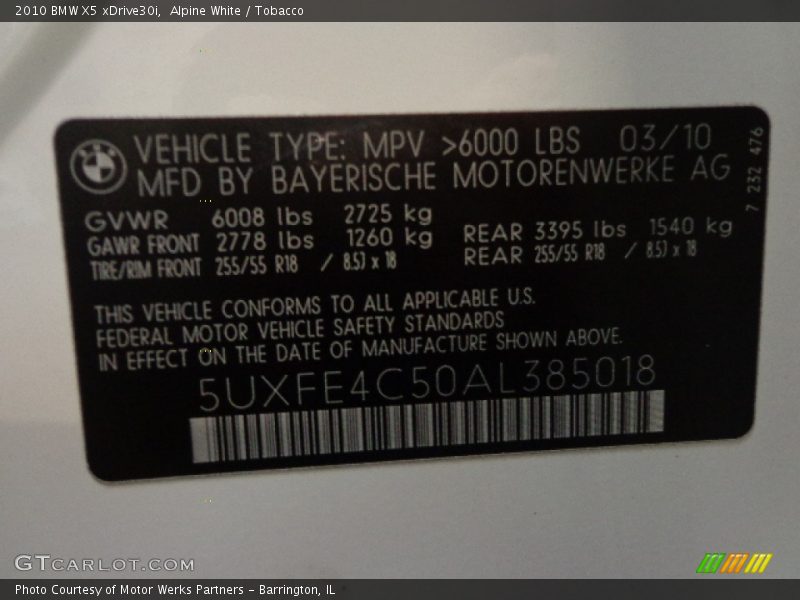 2010 BMW X5 xDrive30i, Alpine White / Tobacco
VEHICLE TYPE: MPV >6000 LBS 03/10
MFD BY BAYERISCHE MOTORENWERKE AG
7 232 476
GVWR 6008 lbs 2725 kg
GAWR FRONT 2778 lbs 1260 kg REAR 3395 lbs 1540 kg
TIRE/RIM FRONT 255/55 R18 / 8.5J x 18 REAR 255/55 R18 / 8.5J x 18
THIS VEHICLE CONFORMS TO ALL APPLICABLE U.S.
FEDERAL MOTOR VEHICLE SAFETY STANDARDS
IN EFFECT ON THE DATE OF MANUFACTURE SHOWN ABOVE.
5UXFE4C50AL385018
GTCARLOT.COM
Photo Courtesy of Motor Werks Partners - Barrington, IL